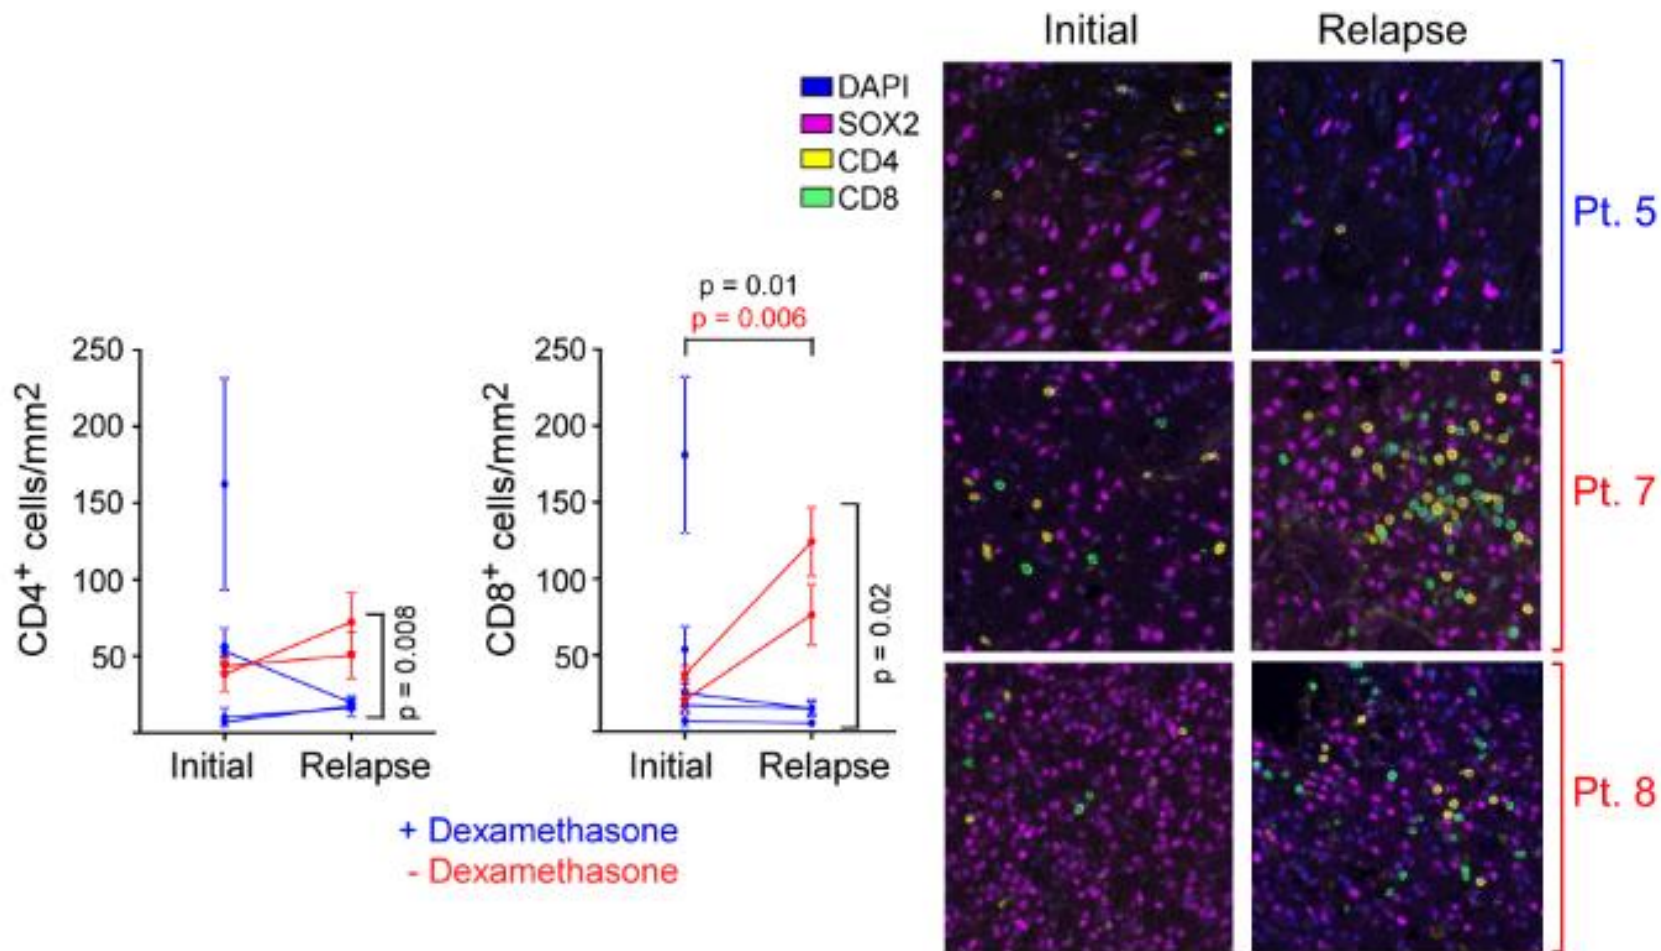 Initial
Relapse
DAPI
SOX2
CD4
CD8
Pt. 5
p = 0.01
p = 0.006
CD4+ cells/mm2
250
200
150
100
50
p = 0.008
Initial
Relapse
CD8+ cells/mm2
250
200
150
100
50
p = 0.02
Initial
Relapse
Pt. 7
Pt. 8
+ Dexamethasone
- Dexamethasone